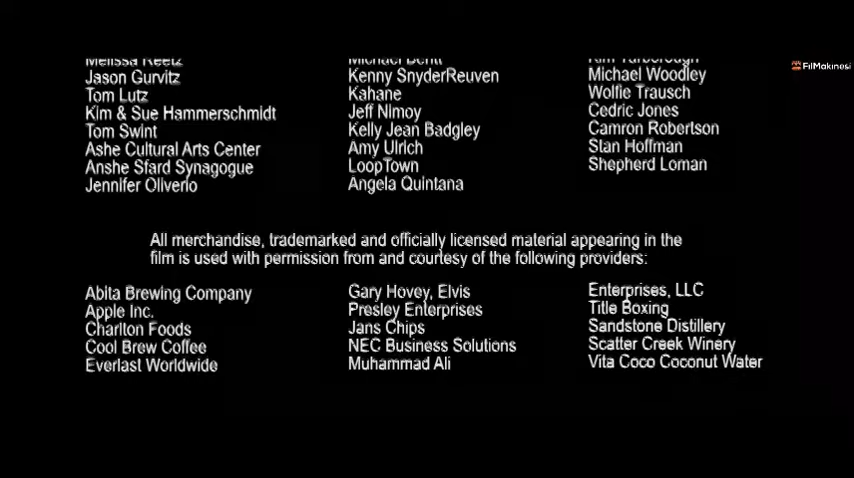 Melissa Reetz
Jason Gurvitz
Tom Lutz
Kim & Sue Hammerschmidt
Tom Swint
Ashe Cultural Arts Center
Anshe Sfard Synagogue
Jennifer Oliverio
Michael
Kenny SnyderReuven
Kahane
Jeff Nimoy
Kelly Jean Badgley
Amy Ulrich
LoopTown
Angela Quintana
Kim Yarborough
Michael Woodley
Wolfie Trausch
Cedric Jones
Camron Robertson
Stan Hoffman
Shepherd Loman
FilMakinesi
All merchandise, trademarked and officially licensed material appearing in the
film is used with permission from and courtesy of the following providers:
Abita Brewing Company
Apple Inc.
Charlton Foods
Cool Brew Coffee
Everlast Worldwide
Gary Hovey, Elvis
Presley Enterprises
Jans Chips
NEC Business Solutions
Muhammad Ali
Enterprises, LLC
Title Boxing
Sandstone Distillery
Scatter Creek Winery
Vita Coco Coconut Water